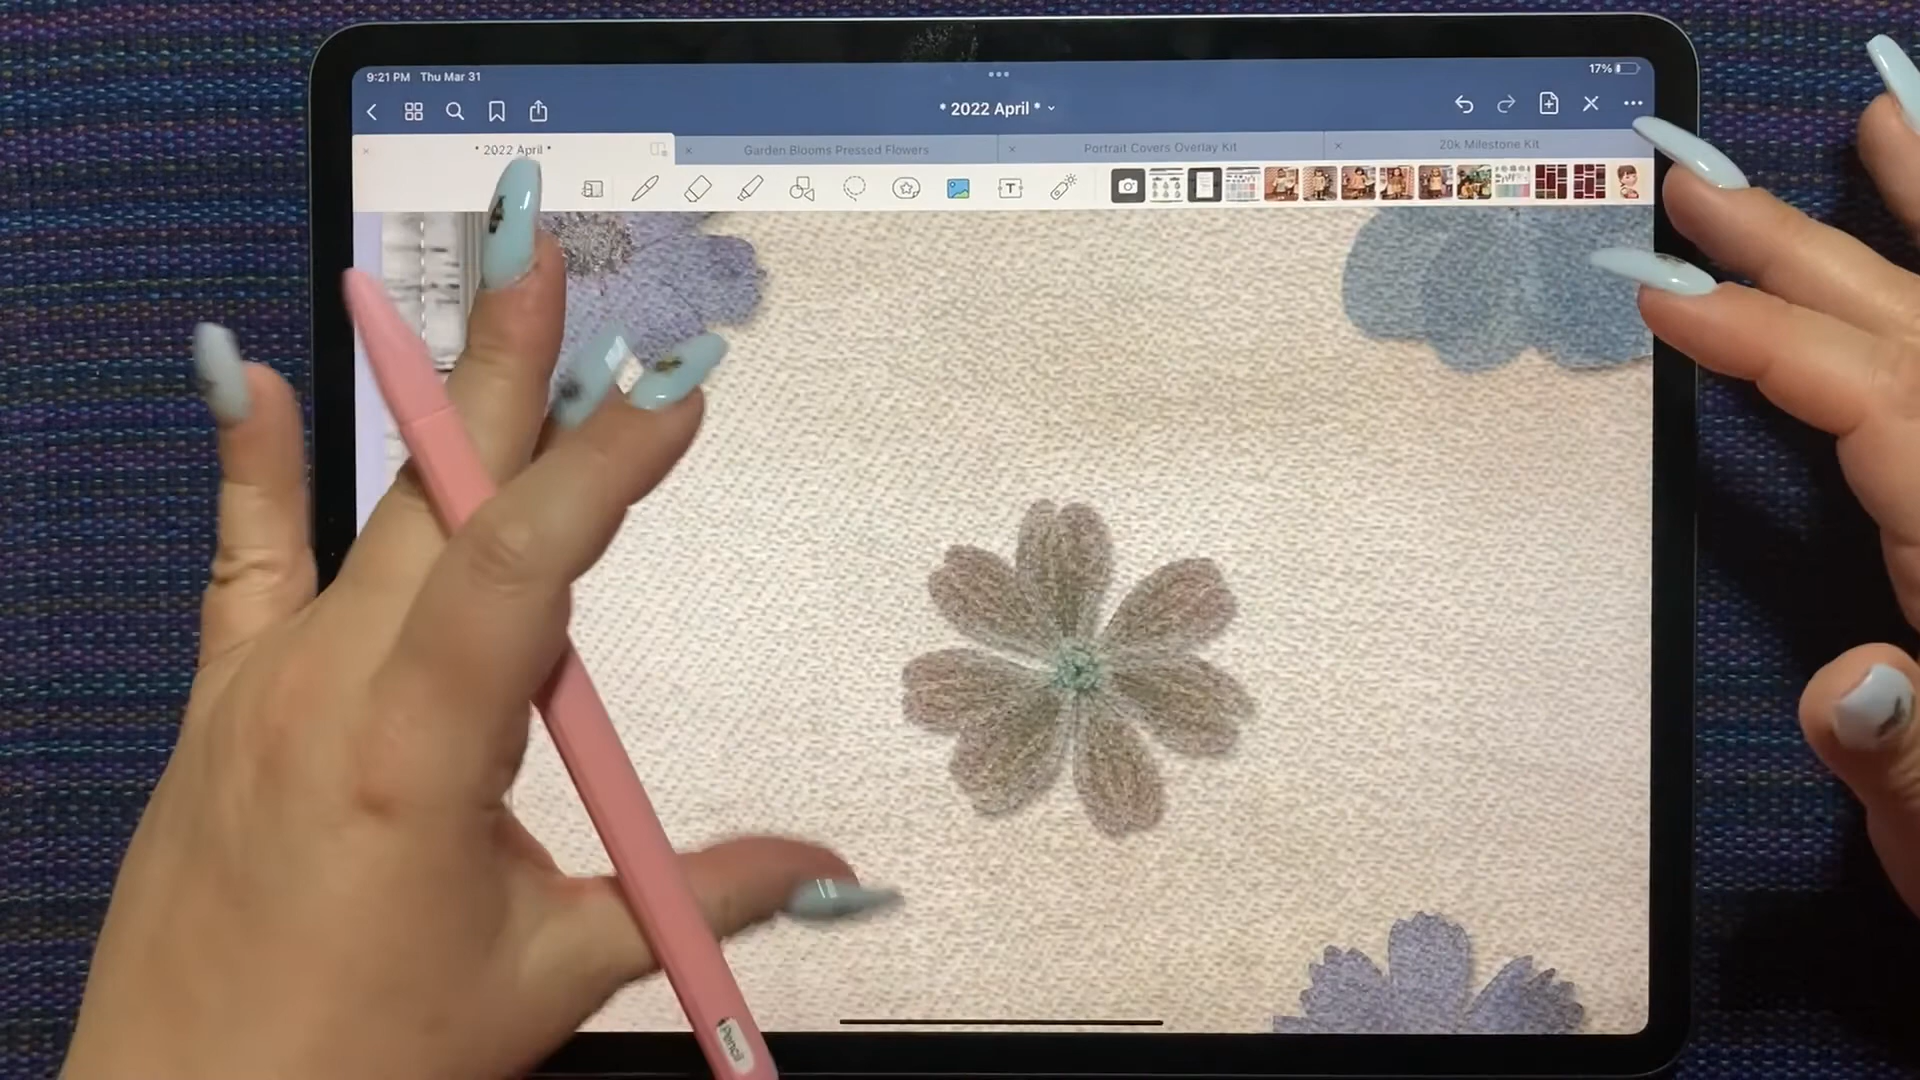 9:21 PM Thu Mar 31
17%
* 2022 April *
* 2022 April *
Garden Blooms Pressed Flowers
Portrait Covers Overlay Kit
20k Milestone Kit
T
Pencil